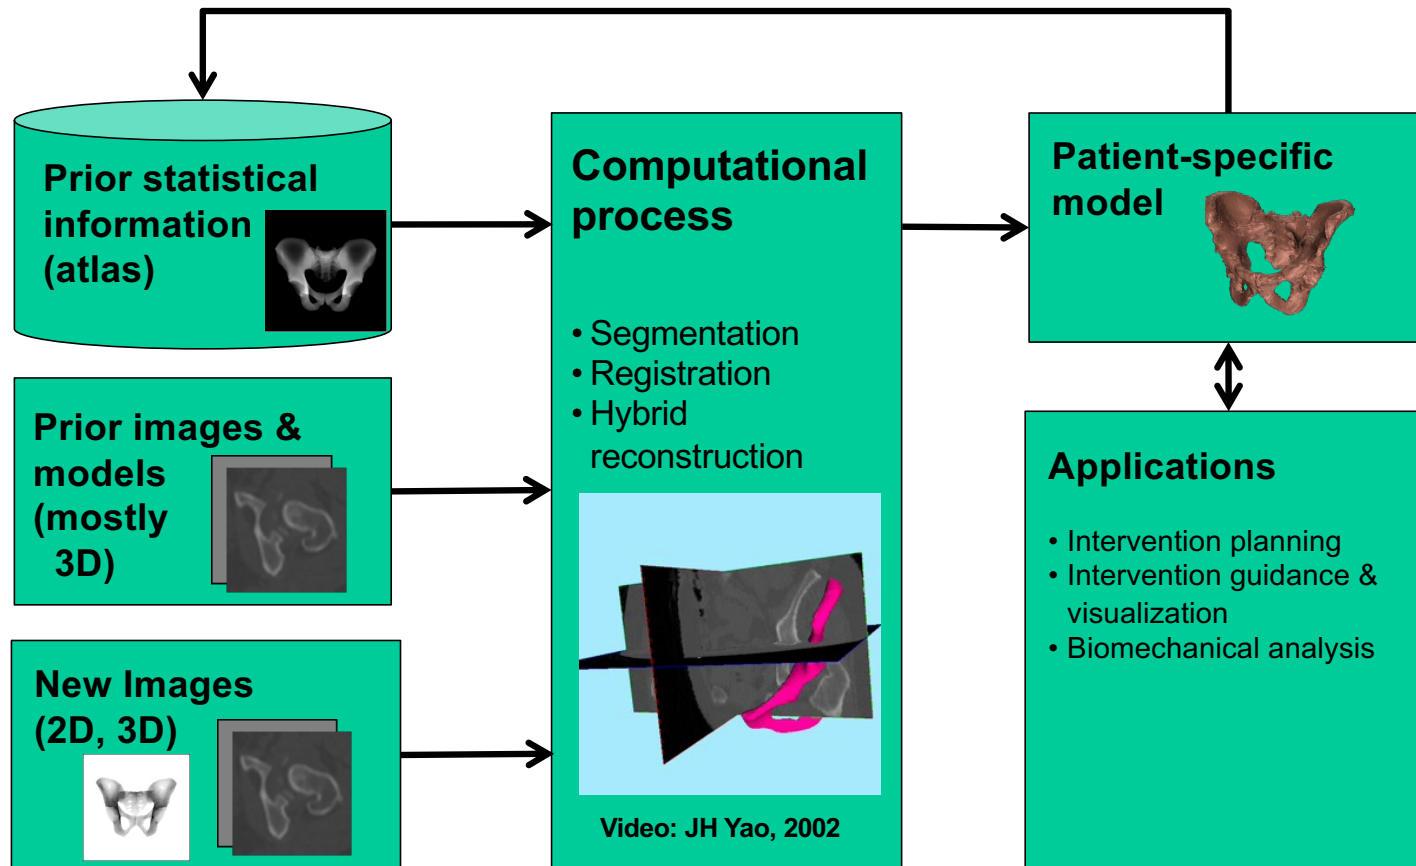 Prior statistical
information
(atlas)
Prior images &
models
(mostly
3D)
New Images
(2D, 3D)
Computational
process
• Segmentation
• Registration
• Hybrid
reconstruction
Video: JH Yao, 2002
Patient-specific
model
Applications
• Intervention planning
• Intervention guidance &
visualization
• Biomechanical analysis